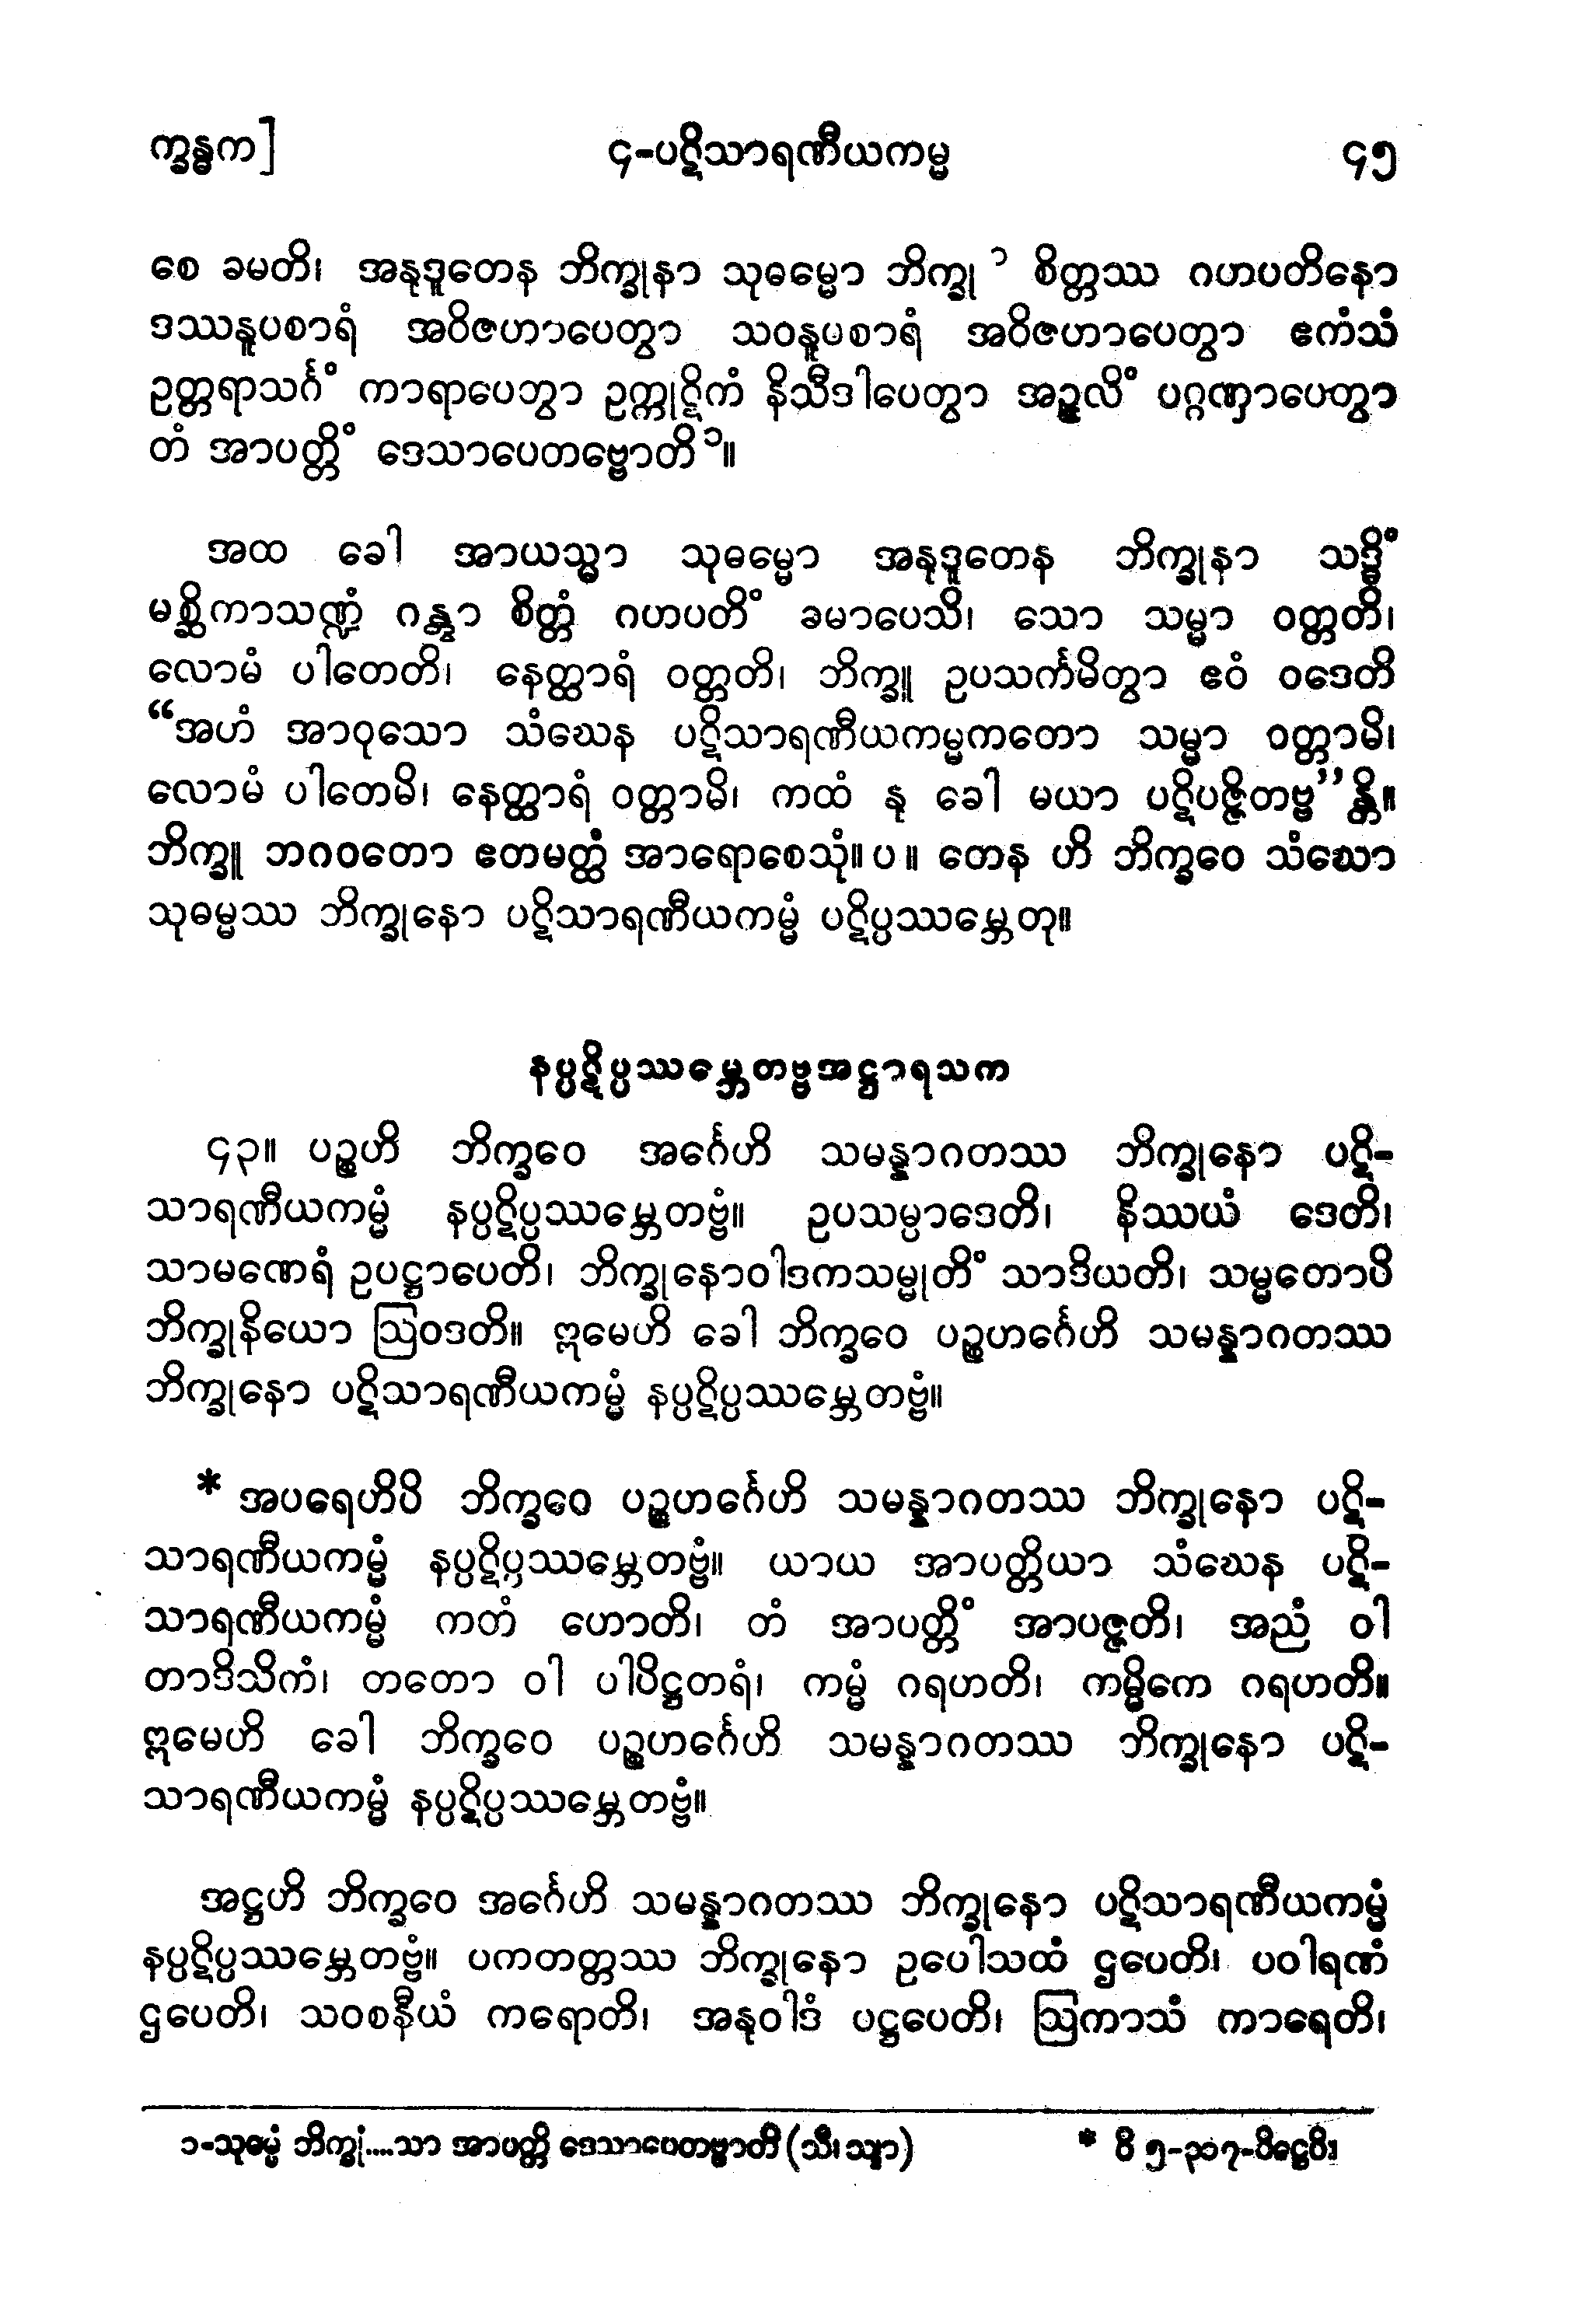 က္ခန္ဓက]
၄-ပဋိသာရဏီယကမ္မ
၄၅
စေ ခမတိ၊ အနုဒူတေန ဘိက္ခုနာ သုဓမ္မော ဘိက္ခု ၁ စိတ္တဿ ဂဟပတိနော
ဒဿနူပစာရံ အဝိဇဟာပေတွာ သဝနူပစာရံ အဝိဇဟာပေတွာ ဧကံသံ
ဥတ္တရာသင်္ဂံ ကာရာပေတွာ ဥက္ကုဋိကံ နိသီဒါပေတွာ အဉ္ဇလိံ ပဂ္ဂဏှာပေတွာ
တံ အာပတ္တိံ ဒေသာပေတဗ္ဗောတိ၁။
အထ ခေါ အာယသ္မာ သုဓမ္မော အနုဒူတေန ဘိက္ခုနာ သဒ္ဓိံ
မစ္ဆိကာသဏ္ဍံ ဂန္တွာ စိတ္တံ ဂဟပတိံ ခမာပေသိ၊ သော သမ္မာ ဝတ္တတိ၊
လောမံ ပါတေတိ၊ နေတ္ထာရံ ဝတ္တတိ၊ ဘိက္ခူ ဥပသင်္ကမိတွာ ဧဝံ ဝဒေတိ
“အဟံ အာဝုသော သံဃေန ပဋိသာရဏီယကမ္မကတော သမ္မာ ဝတ္တာမိ၊
လောမံ ပါတေမိ၊ နေတ္ထာရံ ဝတ္တာမိ၊ ကထံ နု ခေါ မယာ ပဋိပဇ္ဇိတဗ္ဗ”န္တိ။
ဘိက္ခူ ဘဂဝတော ဧတမတ္ထံ အာရောစေသုံ။ ပ ။ တေန ဟိ ဘိက္ခဝေ သံဃော
သုဓမ္မဿ ဘိက္ခုနော ပဋိသာရဏီယကမ္မံ ပဋိပ္ပဿမ္ဘေတု။
နပ္ပဋိပ္ပဿမ္ဘေတဗ္ဗအဋ္ဌာရသက
၄၃။ ပဉ္စဟိ ဘိက္ခဝေ အင်္ဂေဟိ သမန္နာဂတဿ ဘိက္ခုနော ပဋိ-
သာရဏီယကမ္မံ နပ္ပဋိပ္ပဿမ္ဘေတဗ္ဗံ။ ဥပသမ္ပာဒေတိ၊ နိဿယံ ဒေတိ၊
သာမဏေရံ ဥပဋ္ဌာပေတိ၊ ဘိက္ခုနောဝါဒကသမ္မုတိံ သာဒိယတိ၊ သမ္မတောပိ
ဘိက္ခုနိယော ဩဝဒတိ။ ဣမေဟိ ခေါ ဘိက္ခဝေ ပဉ္စဟင်္ဂေဟိ သမန္နာဂတဿ
ဘိက္ခုနော ပဋိသာရဏီယကမ္မံ နပ္ပဋိပ္ပဿမ္ဘေတဗ္ဗံ။
* အပရေဟိပိ ဘိက္ခဝေ ပဉ္စဟင်္ဂေဟိ သမန္နာဂတဿ ဘိက္ခုနော ပဋိ-
သာရဏီယကမ္မံ နပ္ပဋိပ္ပဿမ္ဘေတဗ္ဗံ။ ယာယ အာပတ္တိယာ သံဃေန ပဋိ-
သာရဏီယကမ္မံ ကတံ ဟောတိ၊ တံ အာပတ္တိံ အာပဇ္ဇတိ၊ အညံ ဝါ
တာဒိသိကံ၊ တတော ဝါ ပါပိဋ္ဌတရံ၊ ကမ္မံ ဂရဟတိ၊ ကမ္မိကေ ဂရဟတိ။
ဣမေဟိ ခေါ ဘိက္ခဝေ ပဉ္စဟင်္ဂေဟိ သမန္နာဂတဿ ဘိက္ခုနော ပဋိ-
သာရဏီယကမ္မံ နပ္ပဋိပ္ပဿမ္ဘေတဗ္ဗံ။
အဋ္ဌဟိ ဘိက္ခဝေ အင်္ဂေဟိ သမန္နာဂတဿ ဘိက္ခုနော ပဋိသာရဏီယကမ္မံ
နပ္ပဋိပ္ပဿမ္ဘေတဗ္ဗံ။ ပကတတ္တဿ ဘိက္ခုနော ဥပေါသထံ ဌပေတိ၊ ပဝါရဏံ
ဌပေတိ၊ သဝစနီယံ ကရောတိ၊ အနုဝါဒံ ပဋ္ဌပေတိ၊ ဩကာသံ ကာရေတိ၊
၁-သုဓမ္မံ ဘိက္ခုံ....သာ အာပတ္တိ ဒေသာပေတဗ္ဗာတိ (သီ၊ သျာ)
* ဝိ ၅-၃၁၇-ပိဋ္ဌေပိ၊